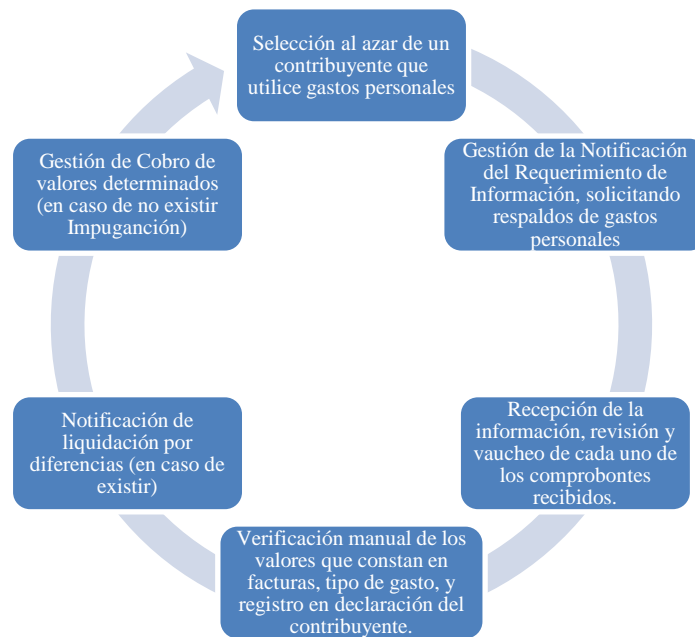 Selección al azar de un
contribuyente que
utilice gastos personales
Gestión de la Notificación
del Requerimiento de
Información, solicitando
respaldos de gastos
personales
Recepción de la
información, revisión y
vaucheo de cada uno de
los comprobontes
recibidos.
Verificación manual de los
valores que constan en
facturas, tipo de gasto, y
registro en declaración del
contribuyente.
Notificación de
liquidación por
diferencias (en caso de
existir)
Gestión de Cobro de
valores determinados
(en caso de no existir
Impuganción)